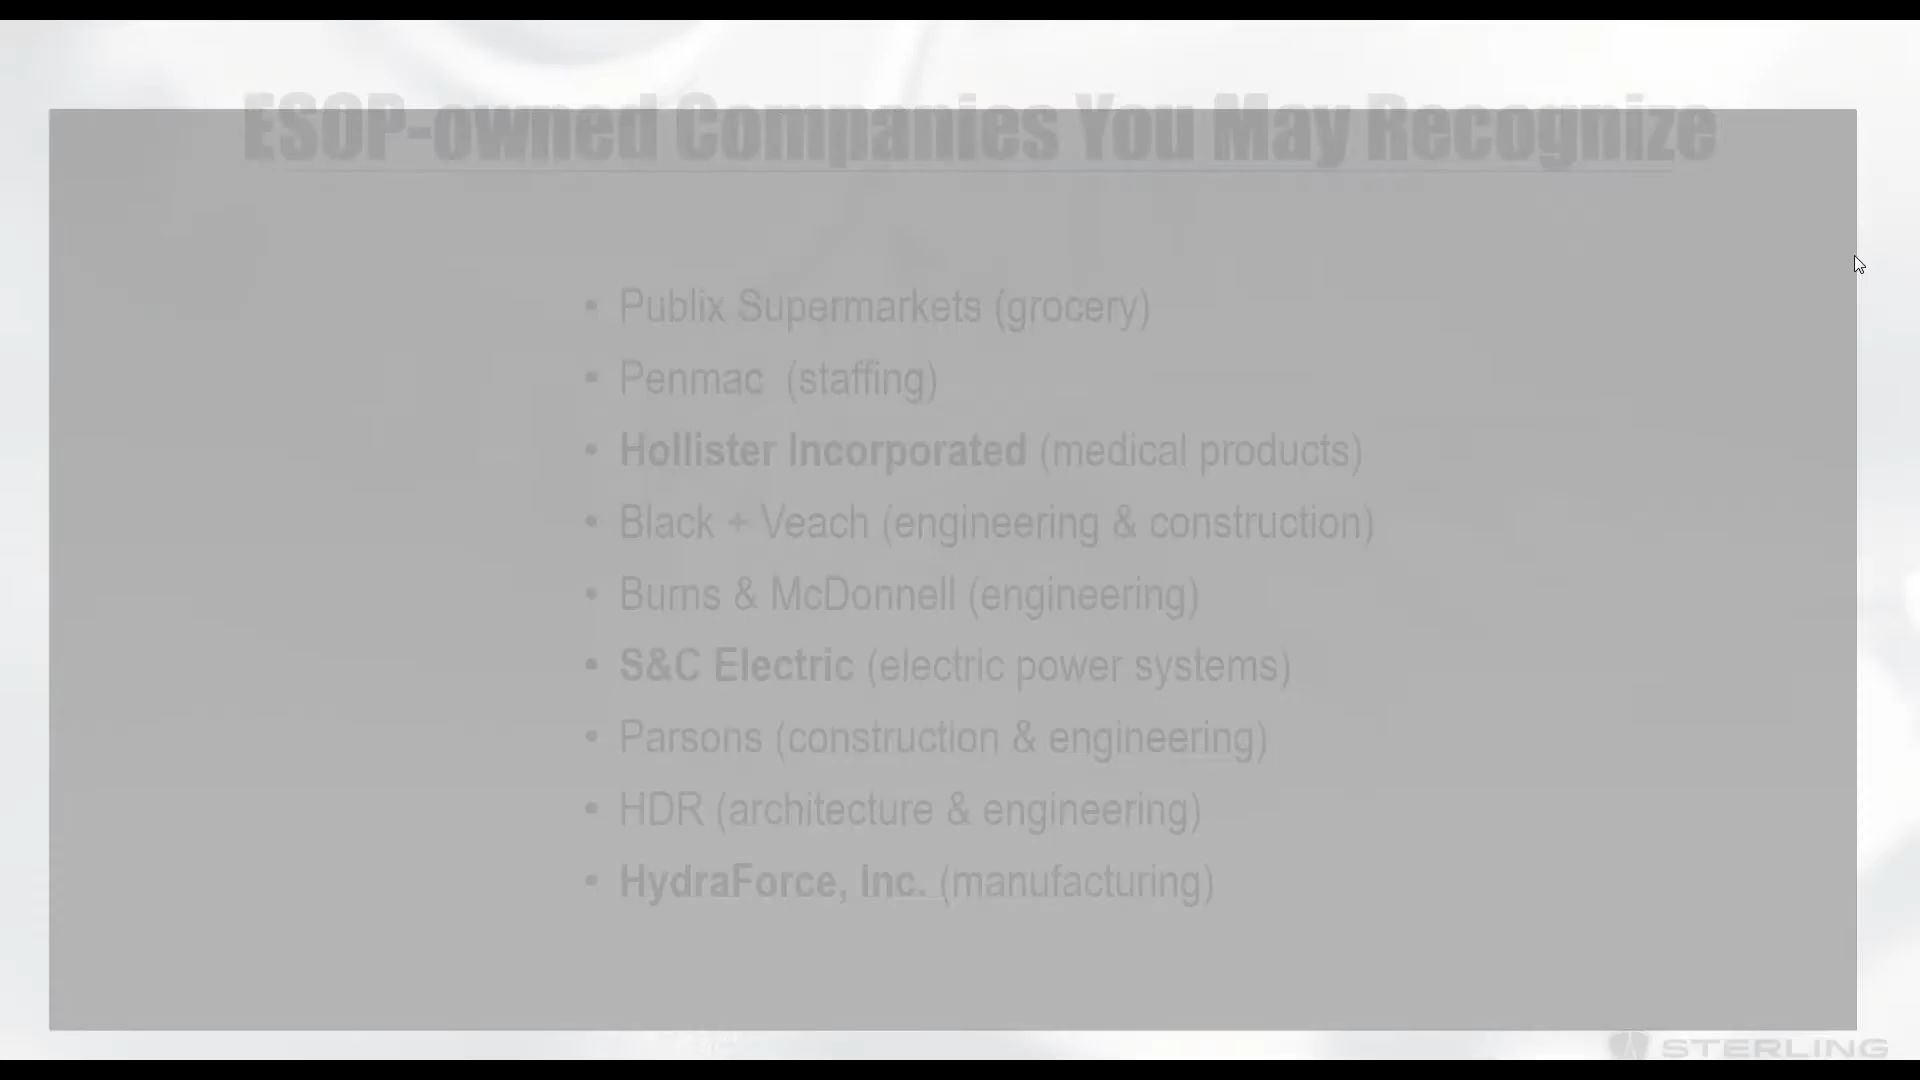 ESOP-owned Companies You May Recognize
• Publix Supermarkets (grocery)
• Penmac (staffing)
• Hollister Incorporated (medical products)
• Black + Veach (engineering & construction)
• Burns & McDonnell (engineering)
• S&C Electric (electric power systems)
• Parsons (construction & engineering)
• HDR (architecture & engineering)
• HydraForce, Inc. (manufacturing)
STERLING